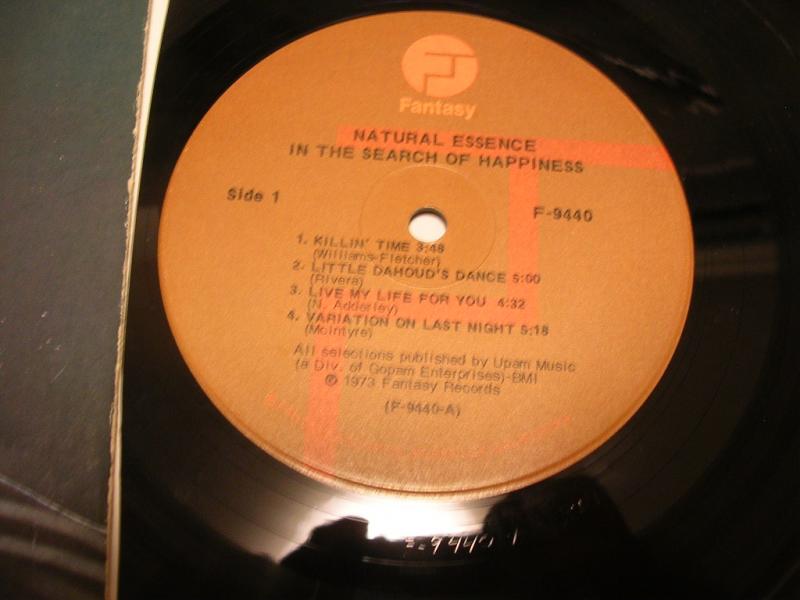 Fantasy
NATURAL ESSENCE
IN THE SEARCH OF HAPPINESS
Side 1
F-9440
1. KILLIN' TIME 3:48
(Williams-Fletcher)
2. LITTLE DAHOUD'S DANCE 5:00
(Rivera)
3. LIVE MY LIFE FOR YOU 4:32
(N. Adderley)
4. VARIATION ON LAST NIGHT 5:18
(McIntyre)
All selections published by Upam Music
(a Div. of Gopam Enterprises)-BMI
℗ 1973 Fantasy Records
(F-9440-A)